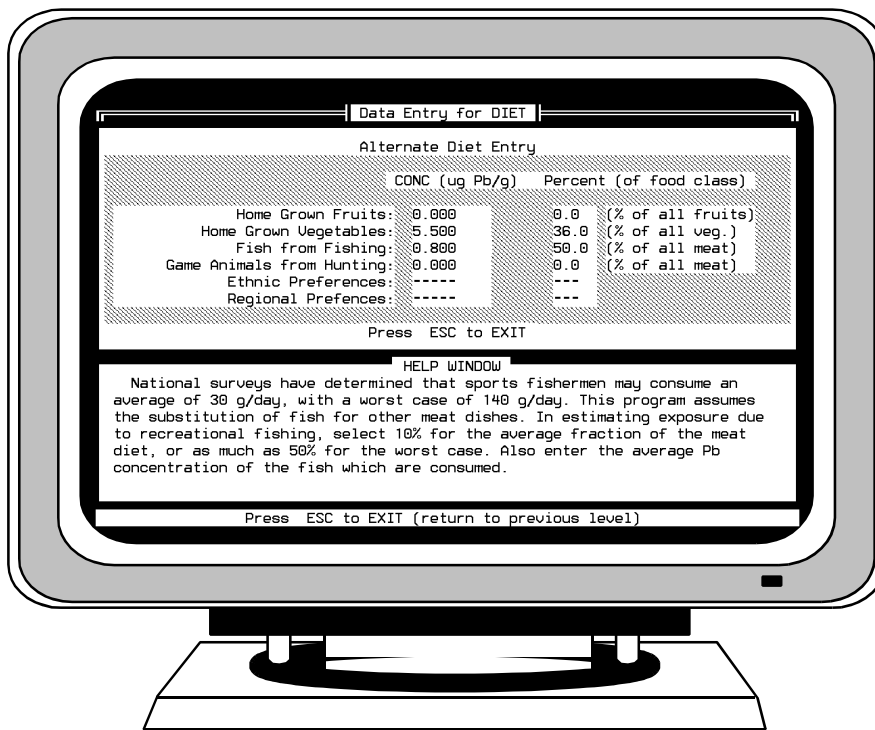 Data Entry for DIET
Alternate Diet Entry
CONC (ug Pb/g) Percent (of food class)
Home Grown Fruits: 0.000 0.0 (% of all fruits)
Home Grown Vegetables: 5.500 36.0 (% of all veg.)
Fish from Fishing: 0.800 50.0 (% of all meat)
Game Animals from Hunting: 0.000 0.0 (% of all meat)
Ethnic Preferences: ----- ---
Regional Prefences: ----- ---
Press ESC to EXIT
HELP WINDOW
National surveys have determined that sports fishermen may consume an
average of 30 g/day, with a worst case of 140 g/day. This program assumes
the substitution of fish for other meat dishes. In estimating exposure due
to recreational fishing, select 10% for the average fraction of the meat
diet, or as much as 50% for the worst case. Also enter the average Pb
concentration of the fish which are consumed.
Press ESC to EXIT (return to previous level)